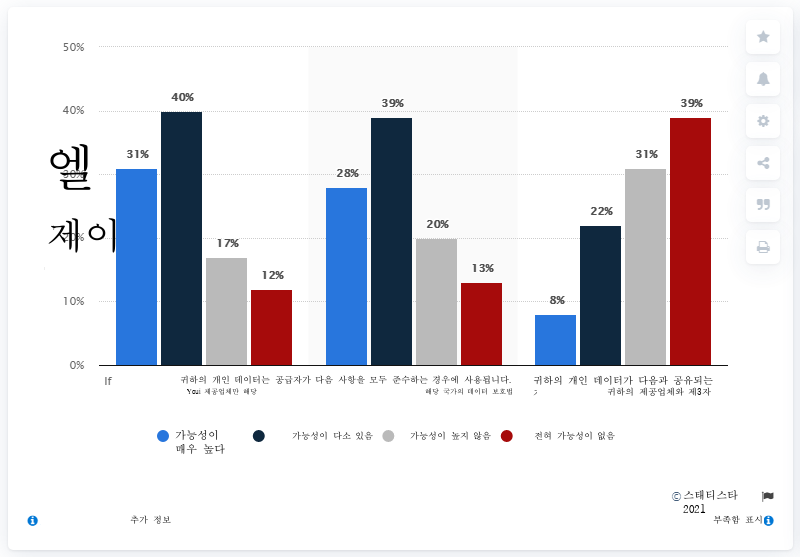 50%
40%
엘
30%
제이
20%
10%
0%
31%
40%
17%
12%
28%
39%
20%
13%
8%
22%
31%
39%
If
귀하의 개인 데이터는 공급자가 다음 사항을 모두 준수하는 경우에 사용됩니다.
제공업체만 해당
해당 국가의 데이터 보호법
귀하의 개인 데이터가 다음과 공유되는
귀하의 제공업체와 제3자
가능성이
매우 높다
가능성이 다소 있음
가능성이 높지 않음
전혀 가능성이 없음
© 스태티스타
2021
추가 정보
부족함 표시